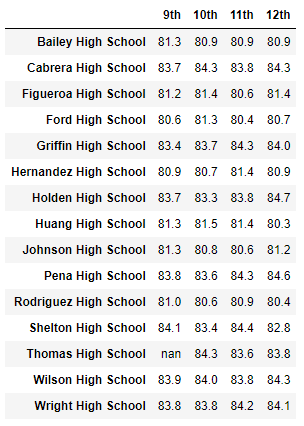 9th 10th 11th 12th
Bailey High School 81.3 80.9 80.9 80.9
Cabrera High School 83.7 84.3 83.8 84.3
Figueroa High School 81.2 81.4 80.6 81.4
Ford High School 80.6 81.3 80.4 80.7
Griffin High School 83.4 83.7 84.3 84.0
Hernandez High School 80.9 80.7 81.4 80.9
Holden High School 83.7 83.3 83.8 84.7
Huang High School 81.3 81.5 81.4 80.3
Johnson High School 81.3 80.8 80.6 81.2
Pena High School 83.8 83.6 84.3 84.6
Rodriguez High School 81.0 80.6 80.9 80.4
Shelton High School 84.1 83.4 84.4 82.8
Thomas High School nan 84.3 83.6 83.8
Wilson High School 83.9 84.0 83.8 84.3
Wright High School 83.8 83.8 84.2 84.1